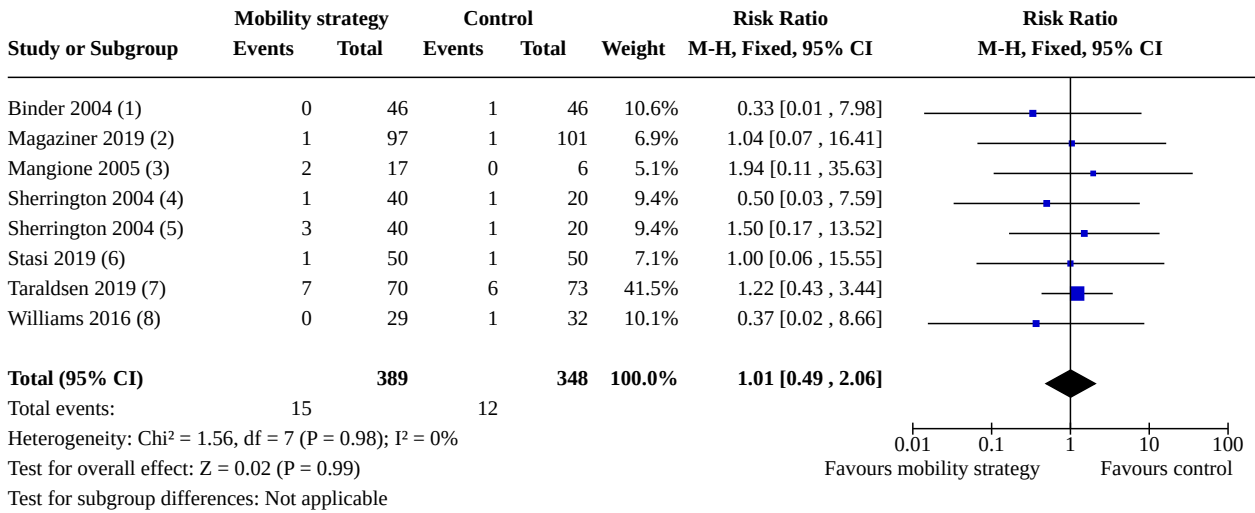 Mobility strategy Control Risk Ratio Risk Ratio
Study or Subgroup Events Total Events Total Weight M-H, Fixed, 95% CI M-H, Fixed, 95% CI
Binder 2004 (1) 0 46 1 46 10.6% 0.33 [0.01 , 7.98]
Magaziner 2019 (2) 1 97 1 101 6.9% 1.04 [0.07 , 16.41]
Mangione 2005 (3) 2 17 0 6 5.1% 1.94 [0.11 , 35.63]
Sherrington 2004 (4) 1 40 1 20 9.4% 0.50 [0.03 , 7.59]
Sherrington 2004 (5) 3 40 1 20 9.4% 1.50 [0.17 , 13.52]
Stasi 2019 (6) 1 50 1 50 7.1% 1.00 [0.06 , 15.55]
Taraldsen 2019 (7) 7 70 6 73 41.5% 1.22 [0.43 , 3.44]
Williams 2016 (8) 0 29 1 32 10.1% 0.37 [0.02 , 8.66]
Total (95% CI) 389 348 100.0% 1.01 [0.49 , 2.06]
Total events: 15 12
Heterogeneity: Chi² = 1.56, df = 7 (P = 0.98); I² = 0%
0.01 0.1 1 10 100
Test for overall effect: Z = 0.02 (P = 0.99)
Favours mobility strategy Favours control
Test for subgroup differences: Not applicable